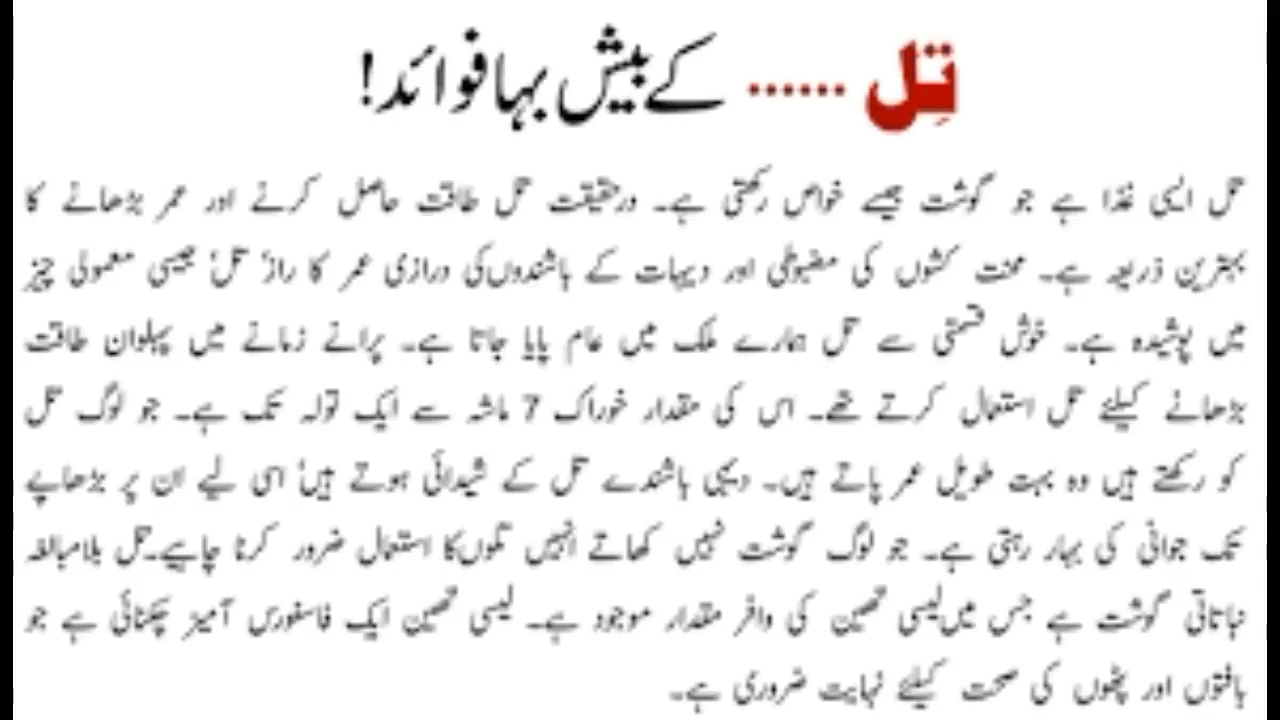 تِل ...... کے بیش بہا فوائد!
تل ایسی غذا ہے جو گوشت جیسے خواص رکھتی ہے۔ درحقیقت تل طاقت حاصل کرنے اور عمر بڑھانے کا
بہترین ذریعہ ہے۔ محنت کشوں کی مضبوطی اور دیہات کے باشندوں کی درازی عمر کا راز' تل' جیسی معمولی چیز
میں پوشیدہ ہے۔ خوش قسمتی سے تل ہمارے ملک میں عام پایا جاتا ہے۔ پرانے زمانے میں پہلوان طاقت
بڑھانے کیلئے تل استعمال کرتے تھے۔ اس کی مقدار خوراک 7 ماشہ سے ایک تولہ تک ہے۔ جو لوگ تل
کو رکھتے ہیں وہ بہت طویل عمر پاتے ہیں۔ دیہی باشندے تل کے شیدائی ہوتے ہیں' اسی لیے ان پر بڑھاپے
تک جوانی کی بہار رہتی ہے۔ جو لوگ گوشت نہیں کھاتے انہیں تلوں کا استعمال ضرور کرنا چاہیے۔ تل بلامبالغہ
نباتاتی گوشت ہے جس میں لیسی تھین کی وافر مقدار موجود ہے۔ لیسی تھین ایک فاسفورس آمیز چکنائی ہے جو
بافتوں اور پٹھوں کی صحت کیلئے نہایت ضروری ہے۔